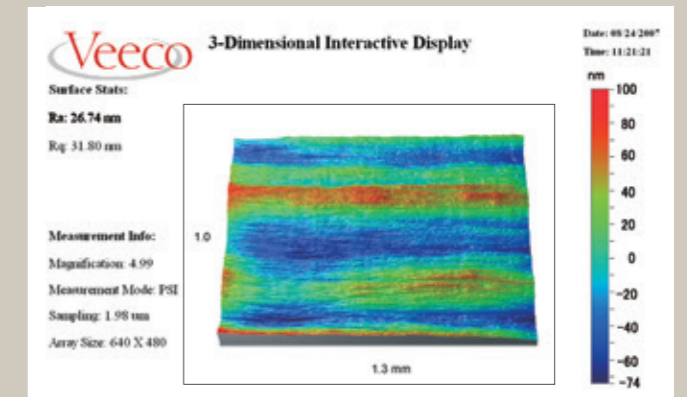 Veeco
3-Dimensional Interactive Display
Date: 08/24/2007
Time: 11:21:21
Surface Stats:
Ra: 26.74 nm
Rq: 31.80 nm
Measurement Info:
Magnification: 4.99
Measurement Mode: PSI
Sampling: 1.98 um
Array Size: 640 X 480
1.0
1.3 mm
nm
100
80
60
40
20
0
-20
-40
-60
-74